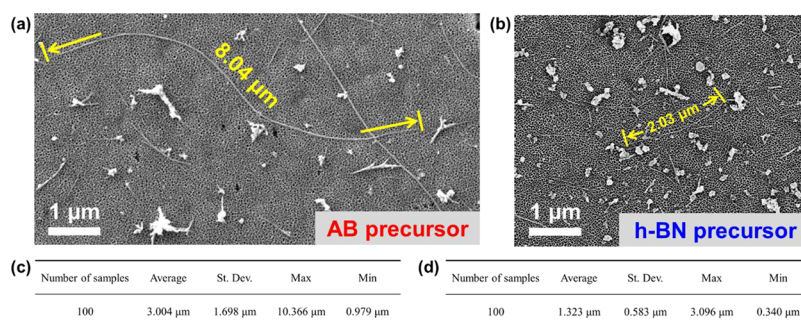 (a)
8.04 μm
1 μm
AB precursor
(b)
2.03 μm
1 μm
h-BN precursor
(c)
Number of samples Average St. Dev. Max Min
100 3.004 μm 1.698 μm 10.366 μm 0.979 μm
(d)
Number of samples Average St. Dev. Max Min
100 1.323 μm 0.583 μm 3.096 μm 0.340 μm